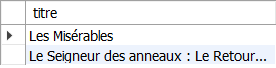 titre
Les Misérables
Le Seigneur des anneaux : Le Retour...